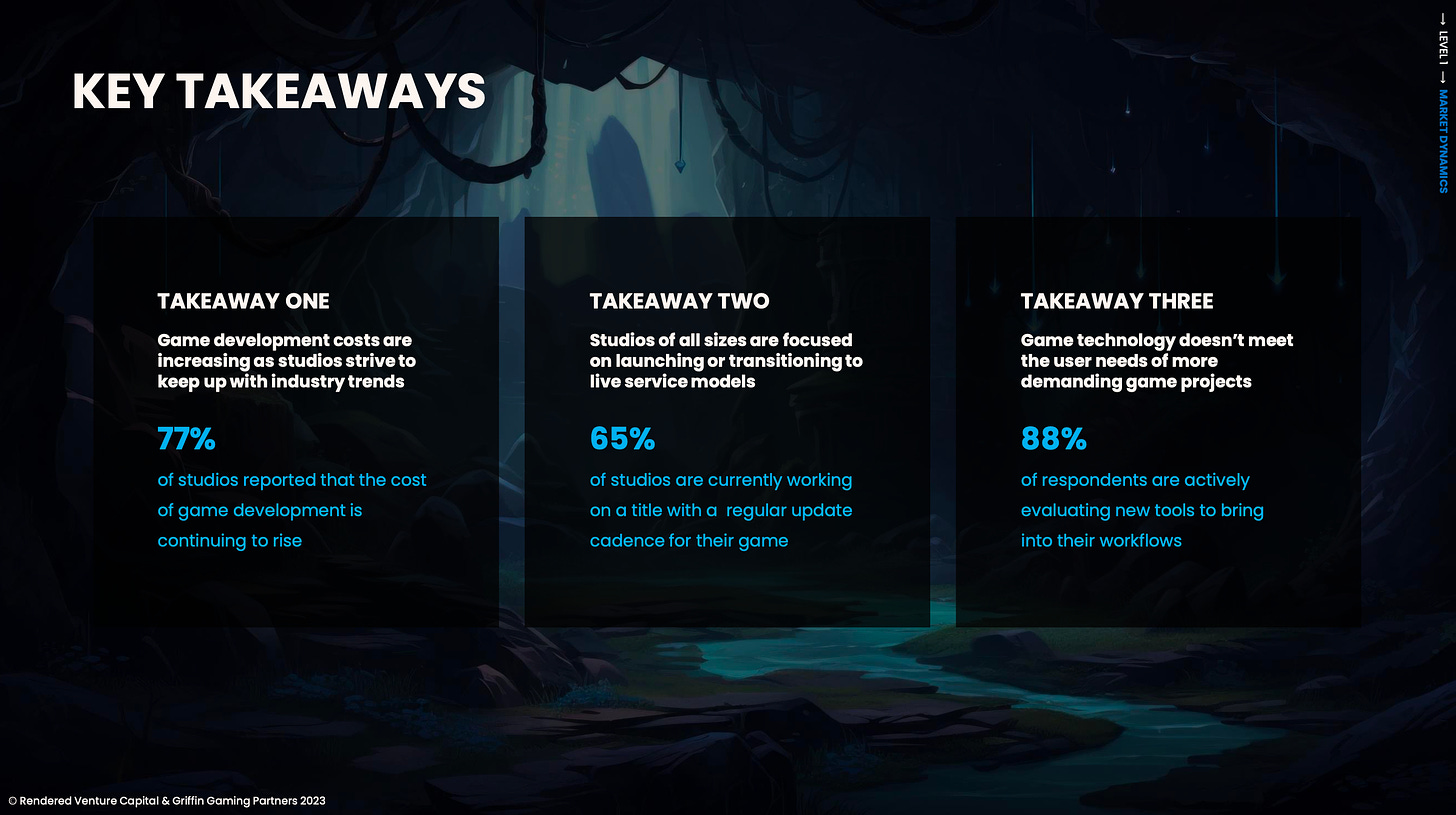 → LEVEL 1 → MARKET DYNAMICS
KEY TAKEAWAYS
TAKEAWAY ONE
Game development costs are
increasing as studios strive to
keep up with industry trends
77%
of studios reported that the cost
of game development is
continuing to rise
TAKEAWAY TWO
Studios of all sizes are focused
on launching or transitioning to
live service models
65%
of studios are currently working
on a title with a  regular update
cadence for their game
TAKEAWAY THREE
Game technology doesn’t meet
the user needs of more
demanding game projects
88%
of respondents are actively
evaluating new tools to bring
into their workflows
© Rendered Venture Capital & Griffin Gaming Partners 2023